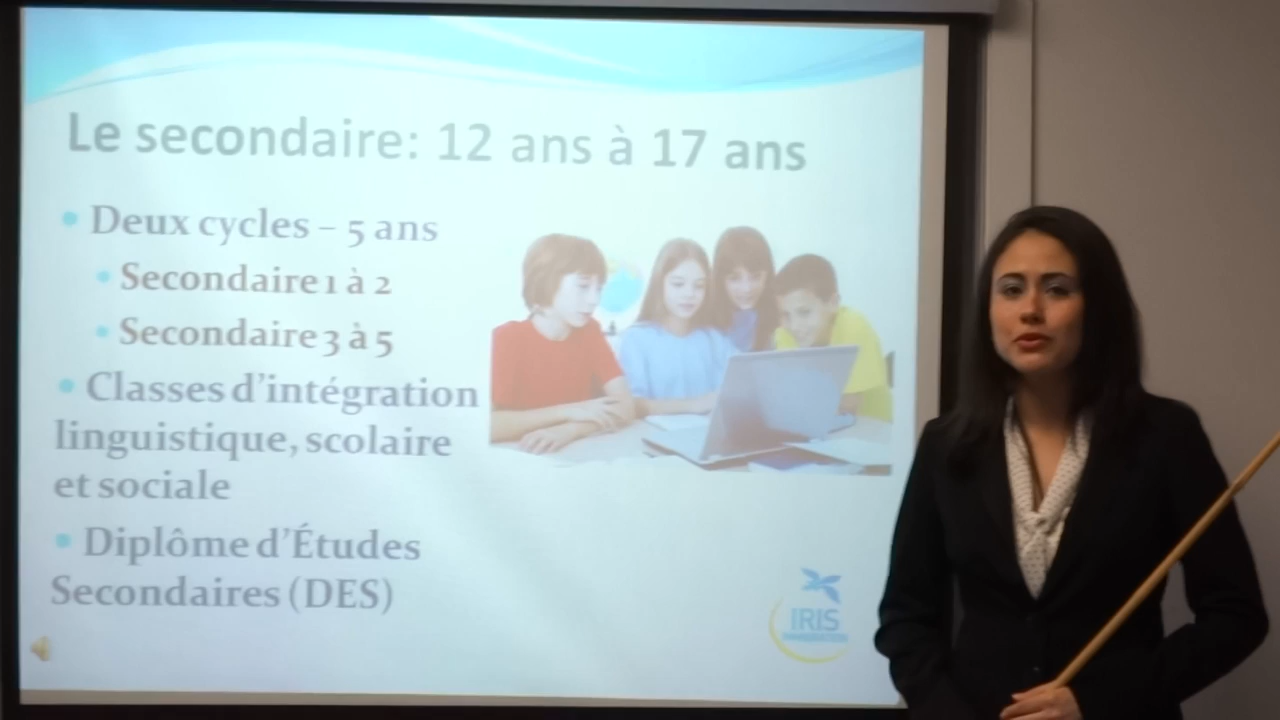 Le secondaire: 12 ans à 17 ans
• Deux cycles – 5 ans
• Secondaire 1 à 2
• Secondaire 3 à 5
• Classes d'intégration
linguistique, scolaire
et sociale
• Diplôme d'Études
Secondaires (DES)
IRIS